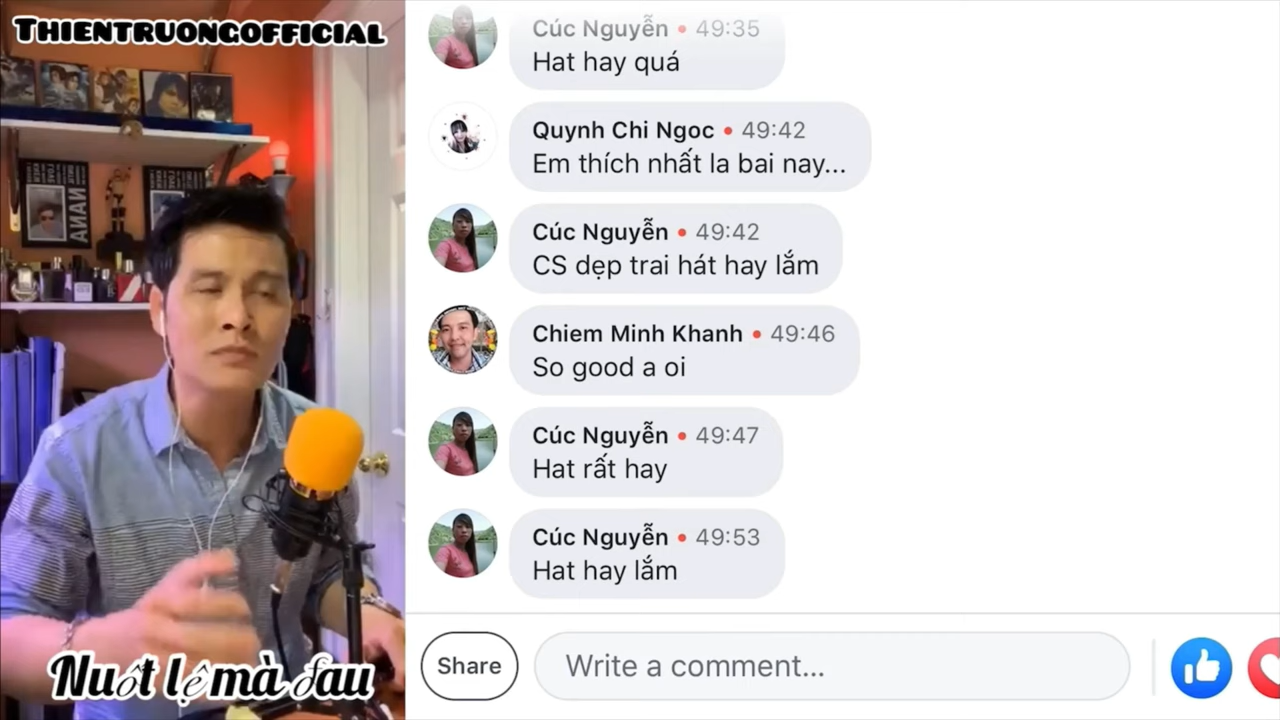 THIENTRUONGOFFICIAL
NANA
Nuốt lệ mà đau
Cúc Nguyễn • 49:35
Hat hay quá
Quynh Chi Ngoc • 49:42
Em thích nhất la bai nay...
Cúc Nguyễn • 49:42
CS dẹp trai hát hay lắm
Chiem Minh Khanh • 49:46
So good a oi
Cúc Nguyễn • 49:47
Hat rất hay
Cúc Nguyễn • 49:53
Hat hay lắm
Share
Write a comment...